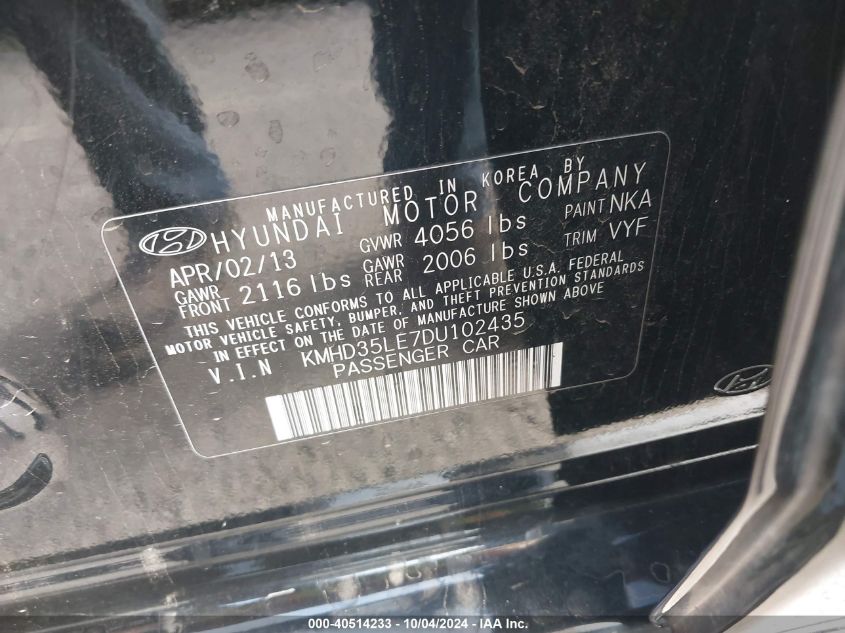 MANUFACTURED IN KOREA BY
HYUNDAI MOTOR COMPANY
APR/02/13 GVWR 4056 lbs PAINT NKA
GAWR FRONT 2116 lbs GAWR REAR 2006 lbs TRIM VYF
THIS VEHICLE CONFORMS TO ALL APPLICABLE U.S.A. FEDERAL
MOTOR VEHICLE SAFETY, BUMPER, AND THEFT PREVENTION STANDARDS
IN EFFECT ON THE DATE OF MANUFACTURE SHOWN ABOVE
V.I.N KMHD35LE7DU102435
PASSENGER CAR
000-40514233 - 10/04/2024 - IAA Inc.